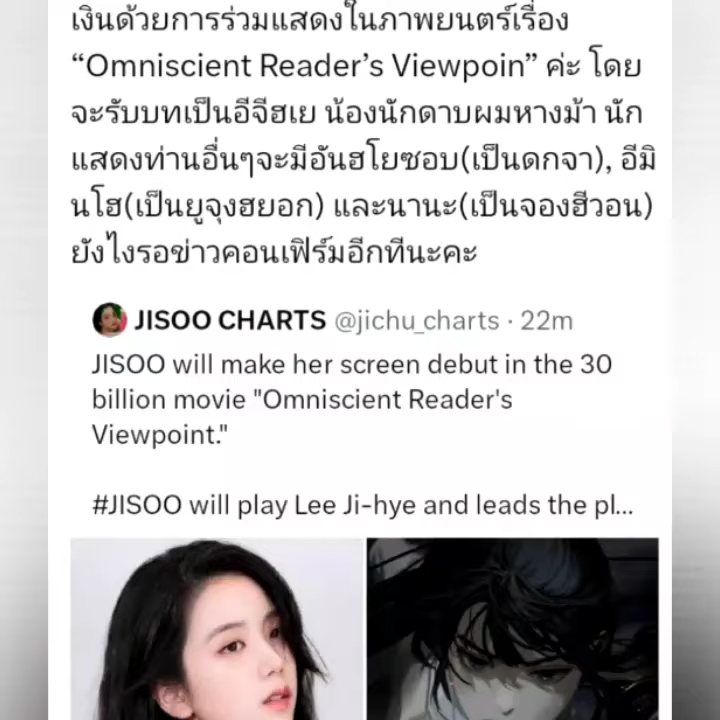 เงินด้วยการร่วมแสดงในภาพยนตร์เรื่อง
“Omniscient Reader’s Viewpoin” ค่ะ โดย
จะรับบทเป็นอีจีฮเย น้องนักดาบผมหางม้า นัก
แสดงท่านอื่นๆจะมีอันฮโยซอบ(เป็นดกจา), อีมิ
นโฮ(เป็นยูจุงฮยอก) และนานะ(เป็นจองฮีวอน)
ยังไงรอข่าวคอนเฟิร์มอีกทีนะคะ
JISOO CHARTS @jichu_charts · 22m
JISOO will make her screen debut in the 30
billion movie "Omniscient Reader's
Viewpoint."
#JISOO will play Lee Ji-hye and leads the pl...